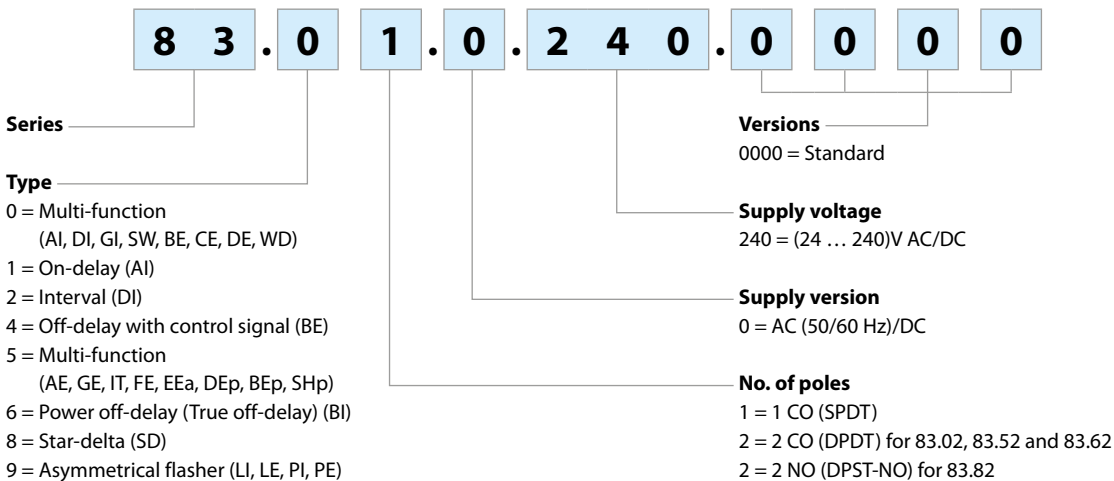 8 3 . 0 1 . 0 . 2 4 0 . 0 0 0 0
Series
Type
0 = Multi-function
(AI, DI, GI, SW, BE, CE, DE, WD)
1 = On-delay (AI)
2 = Interval (DI)
4 = Off-delay with control signal (BE)
5 = Multi-function
(AE, GE, IT, FE, EEa, DEp, BEp, SHp)
6 = Power off-delay (True off-delay) (BI)
8 = Star-delta (SD)
9 = Asymmetrical flasher (LI, LE, PI, PE)
Versions
0000 = Standard
Supply voltage
240 = (24 … 240)V AC/DC
Supply version
0 = AC (50/60 Hz)/DC
No. of poles
1 = 1 CO (SPDT)
2 = 2 CO (DPDT) for 83.02, 83.52 and 83.62
2 = 2 NO (DPST-NO) for 83.82